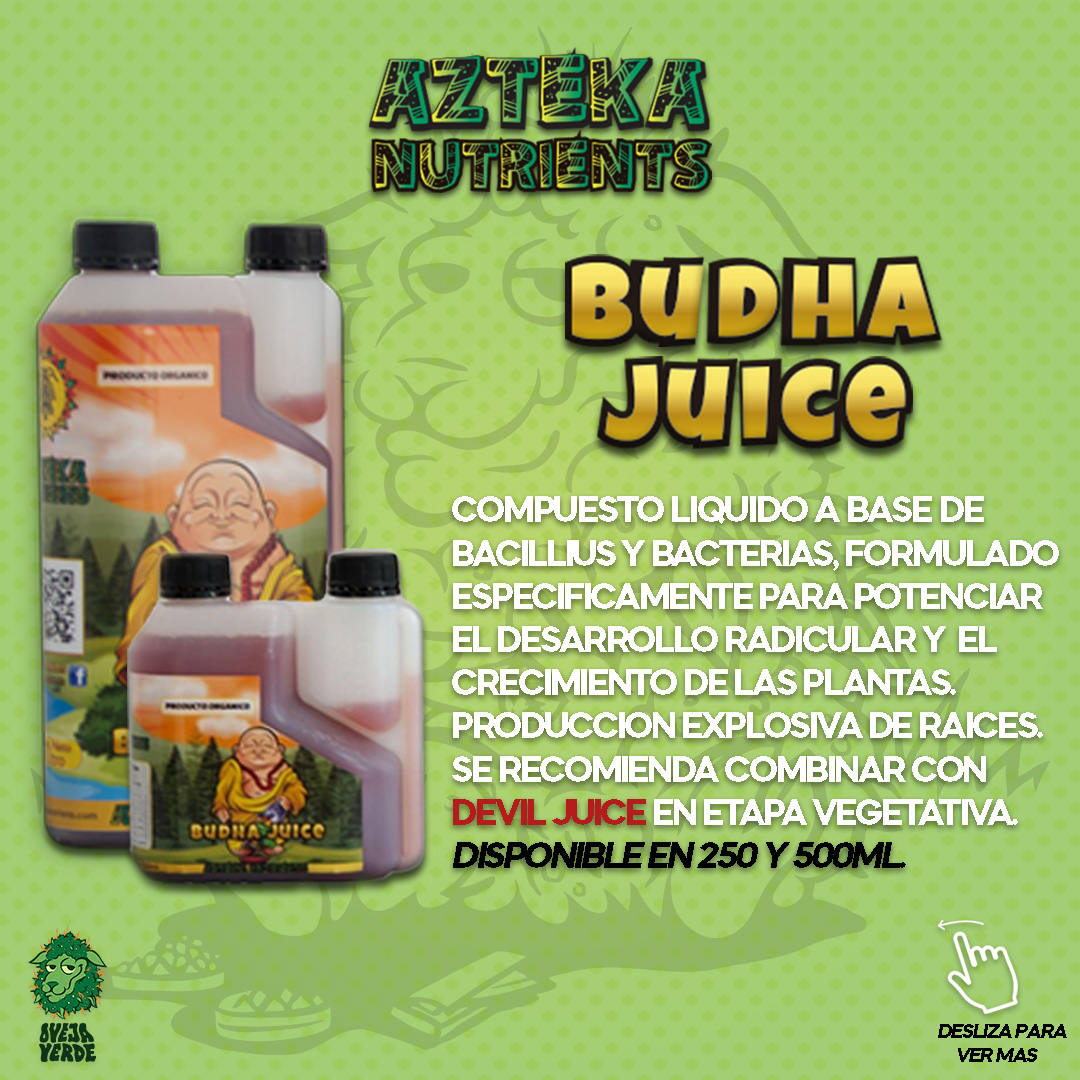 AZTEKA
NUTRIENTS
BUDHA
JUICE
PRODUCTO ORGANICO
COMPUESTO LIQUIDO A BASE DE
BACILLIUS Y BACTERIAS, FORMULADO
ESPECIFICAMENTE PARA POTENCIAR
EL DESARROLLO RADICULAR Y EL
CRECIMIENTO DE LAS PLANTAS.
PRODUCCION EXPLOSIVA DE RAICES.
SE RECOMIENDA COMBINAR CON
DEVIL JUICE EN ETAPA VEGETATIVA.
DISPONIBLE EN 250 Y 500ML.
PRODUCTO ORGANICO
BUDHA JUICE
OVEJA
VERDE
DESLIZA PARA
VER MAS